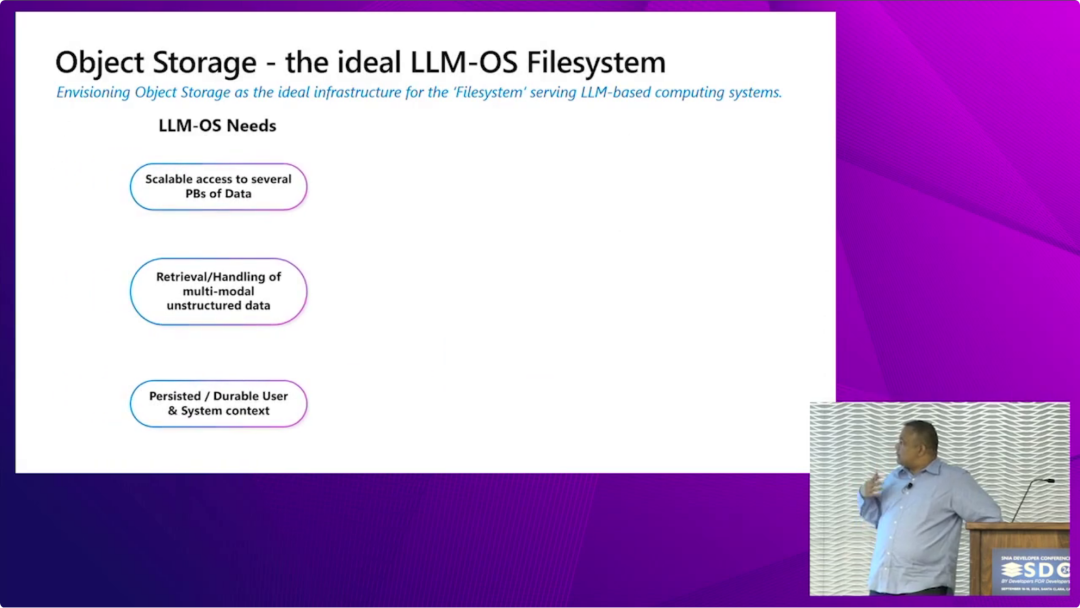 Object Storage - the ideal LLM-OS Filesystem
Envisioning Object Storage as the ideal infrastructure for the ‘Filesystem’ serving LLM-based computing systems.
LLM-OS Needs
Scalable access to several
PBs of Data
Retrieval/Handling of
multi-modal
unstructured data
Persisted / Durable User
& System context
SNIA DEVELOPER CONFERENCE
SDC
BY Developers FOR Developers